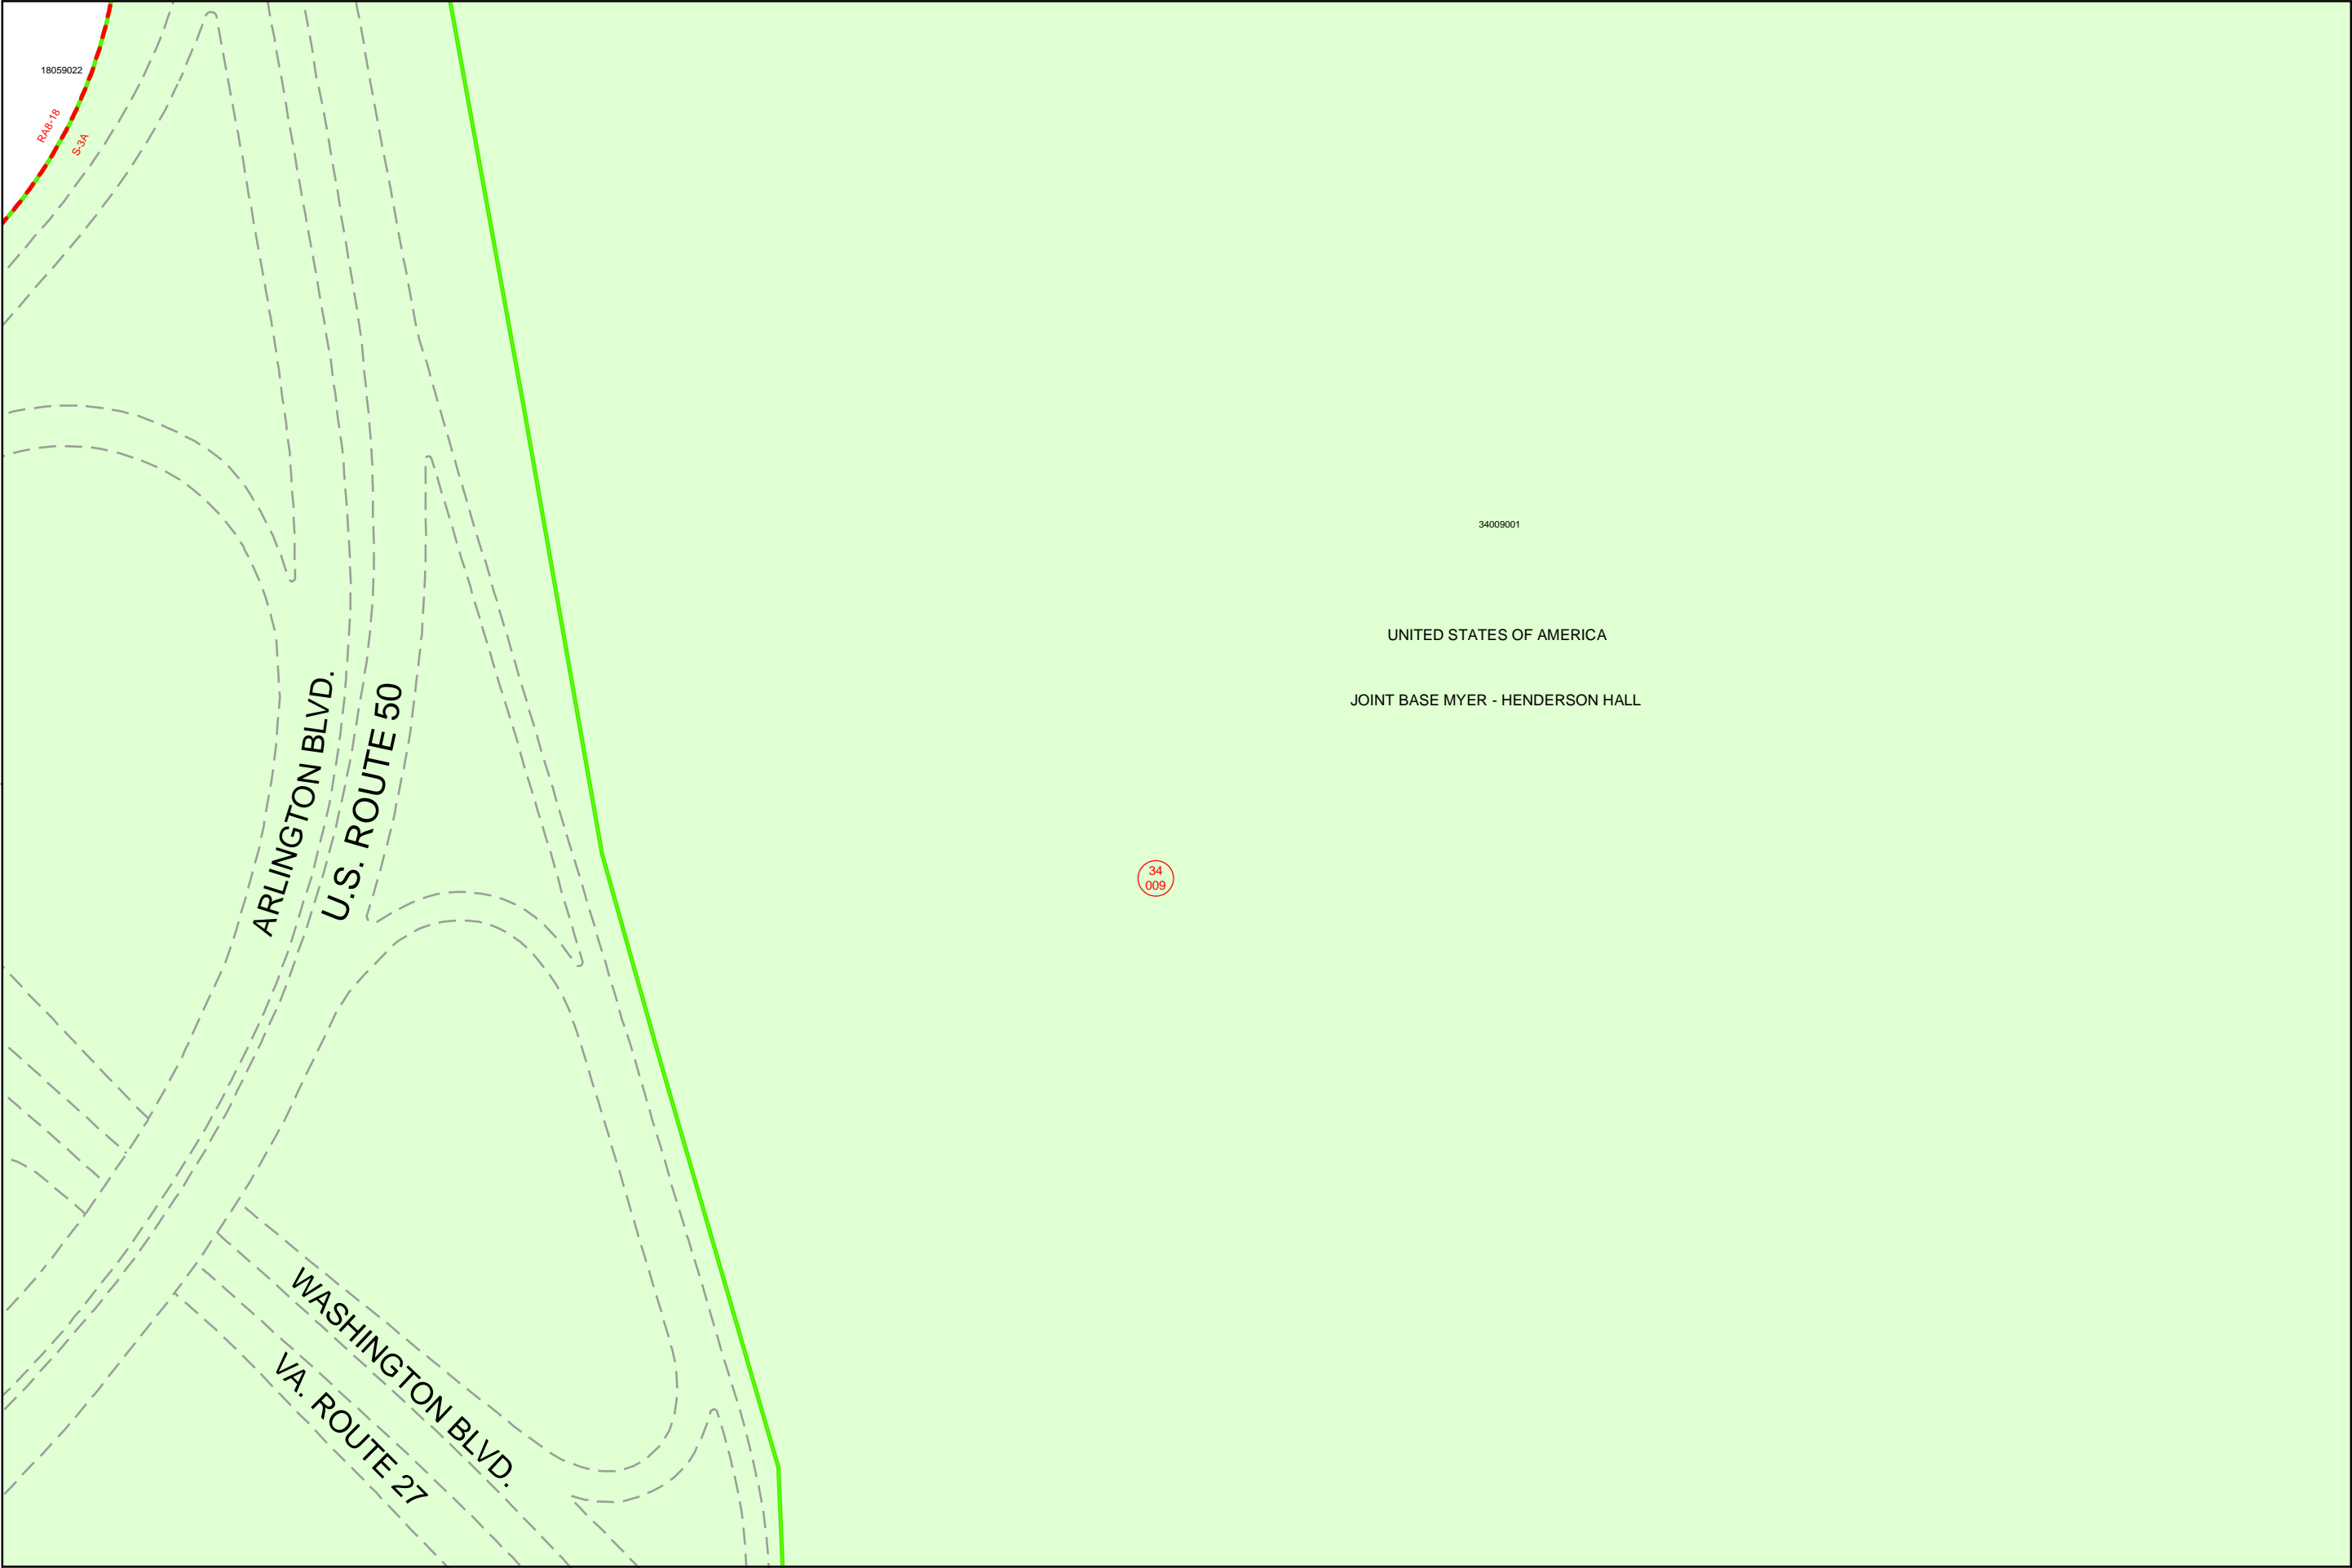 18059022
RA8-18
S-3A
34009001
UNITED STATES OF AMERICA
JOINT BASE MYER - HENDERSON HALL
ARLINGTON BLVD.
U.S. ROUTE 50
34
009
WASHINGTON BLVD.
VA. ROUTE 27